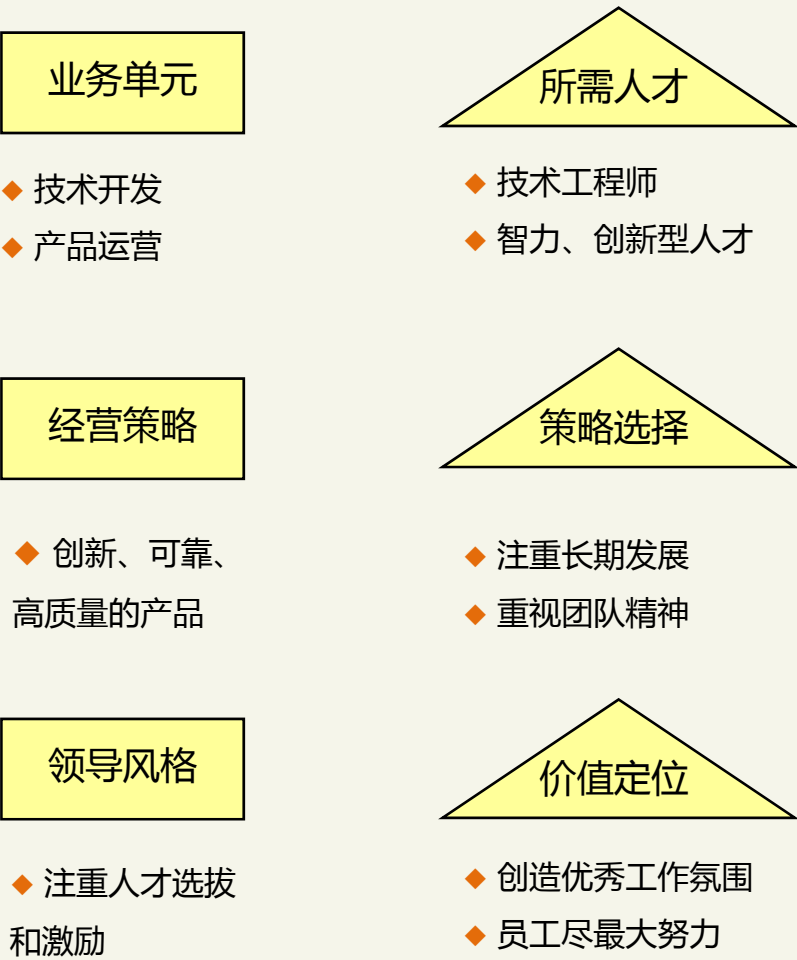 业务单元
◆ 技术开发
◆ 产品运营
所需人才
◆ 技术工程师
◆ 智力、创新型人才
经营策略
◆ 创新、可靠、
高质量的产品
策略选择
◆ 注重长期发展
◆ 重视团队精神
领导风格
◆ 注重人才选拔
和激励
价值定位
◆ 创造优秀工作氛围
◆ 员工尽最大努力